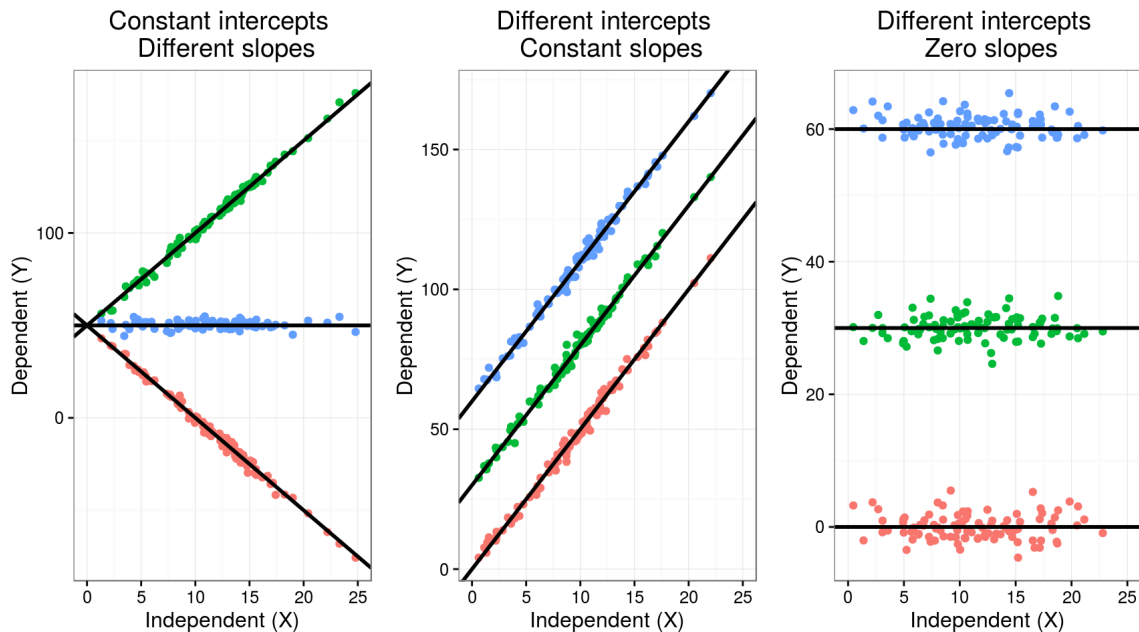 Constant intercepts
Different slopes
Dependent (Y)
100
0
0 5 10 15 20 25
Independent (X)
Different intercepts
Constant slopes
Dependent (Y)
150
100
50
0
0 5 10 15 20 25
Independent (X)
Different intercepts
Zero slopes
Dependent (Y)
60
40
20
0
0 5 10 15 20 25
Independent (X)